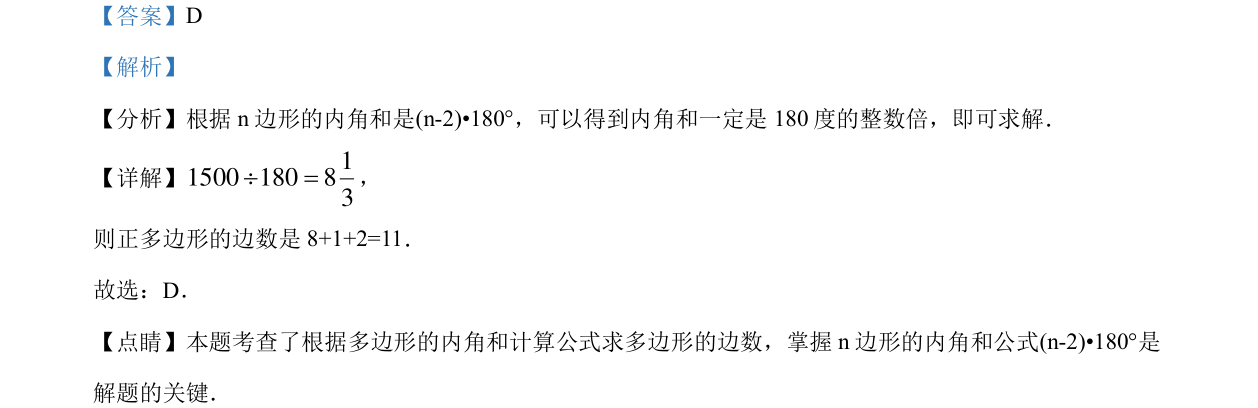 【答案】D
【解析】
【分析】根据 n 边形的内角和是(n-2)•180°，可以得到内角和一定是 180 度的整数倍，即可求解．
【详解】1500÷180＝8 1/3，
则正多边形的边数是 8+1+2=11．
故选：D．
【点睛】本题考查了根据多边形的内角和计算公式求多边形的边数，掌握 n 边形的内角和公式(n-2)•180°是
解题的关键．